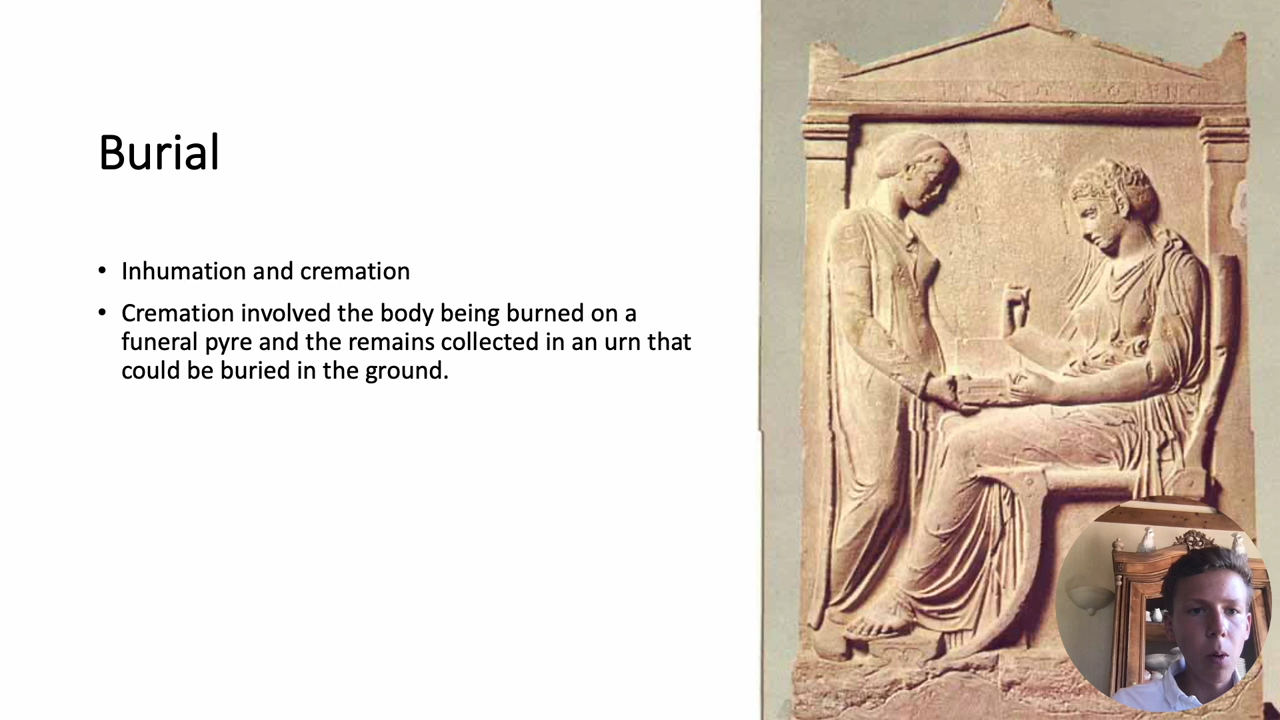 Burial
• Inhumation and cremation
• Cremation involved the body being burned on a
funeral pyre and the remains collected in an urn that
could be buried in the ground.